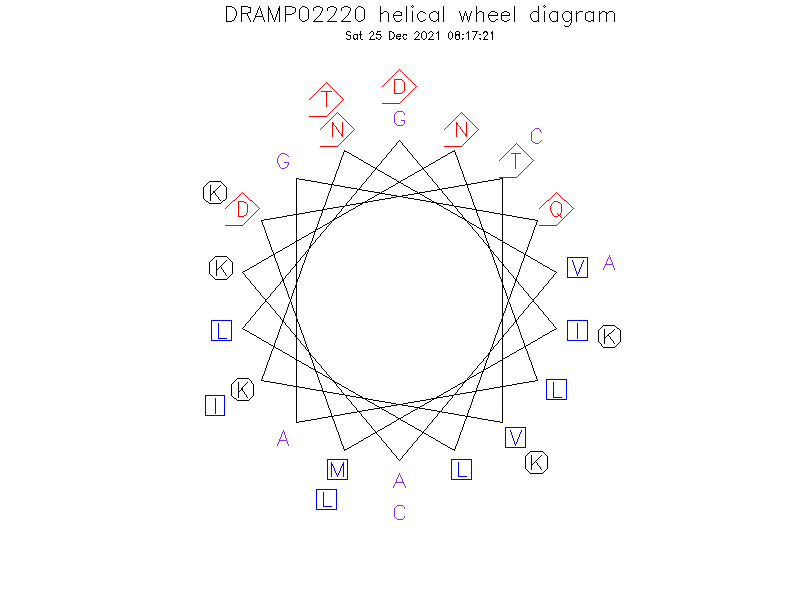 DRAMP02220 helical wheel diagram
Sat 25 Dec 2021 08:17:21
D
T
G
N
N
C
G
T
K
D
Q
K
V
A
L
I
K
I
K
L
A
V
M
L
K
L
A
C